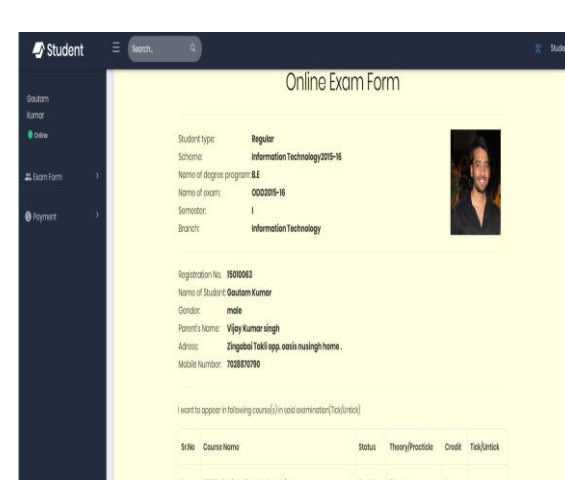 Student
Search..
Stude
Gautam
Kumar
Online
Exam Form
Payment
Online Exam Form
Student type: Regular
Scheme: Information Technology2015-16
Name of degree program: B.E
Name of exam: ODD2015-16
Semester: I
Branch: Information Technology
Registration No. 15010063
Name of Student: Gautam Kumar
Gender: male
Parent's Name: Vijay Kumar singh
Adress: Zingabai Takli opp. oasis nusingh home .
Mobile Number: 7028870790
I want to appear in following course(s) in said examination(Tick/Untick)
Sr.No Course Name Status Theory/Practicle Credit Tick/Untick